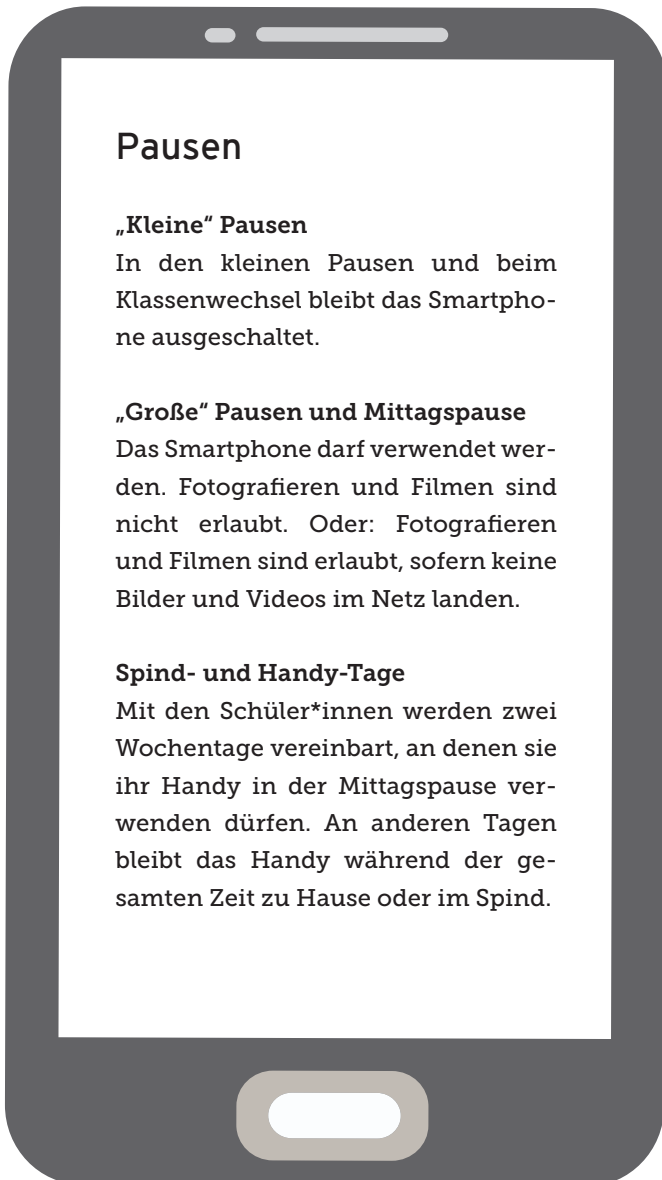 Pausen
„Kleine“ Pausen
In den kleinen Pausen und beim
Klassenwechsel bleibt das Smartpho-
ne ausgeschaltet.
„Große“ Pausen und Mittagspause
Das Smartphone darf verwendet wer-
den. Fotografieren und Filmen sind
nicht erlaubt. Oder: Fotografieren
und Filmen sind erlaubt, sofern keine
Bilder und Videos im Netz landen.
Spind- und Handy-Tage
Mit den Schüler*innen werden zwei
Wochentage vereinbart, an denen sie
ihr Handy in der Mittagspause ver-
wenden dürfen. An anderen Tagen
bleibt das Handy während der ge-
samten Zeit zu Hause oder im Spind.